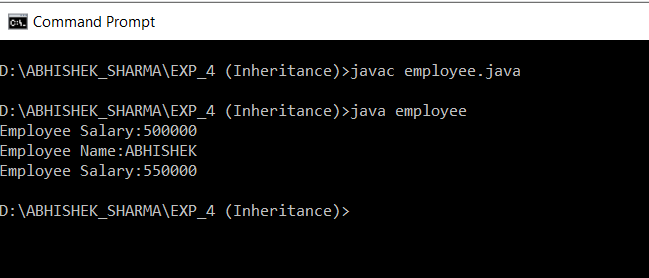 Command Prompt
D:\ABHISHEK_SHARMA\EXP_4 (Inheritance)>javac employee.java
D:\ABHISHEK_SHARMA\EXP_4 (Inheritance)>java employee
Employee Salary:500000
Employee Name:ABHISHEK
Employee Salary:550000
D:\ABHISHEK_SHARMA\EXP_4 (Inheritance)>